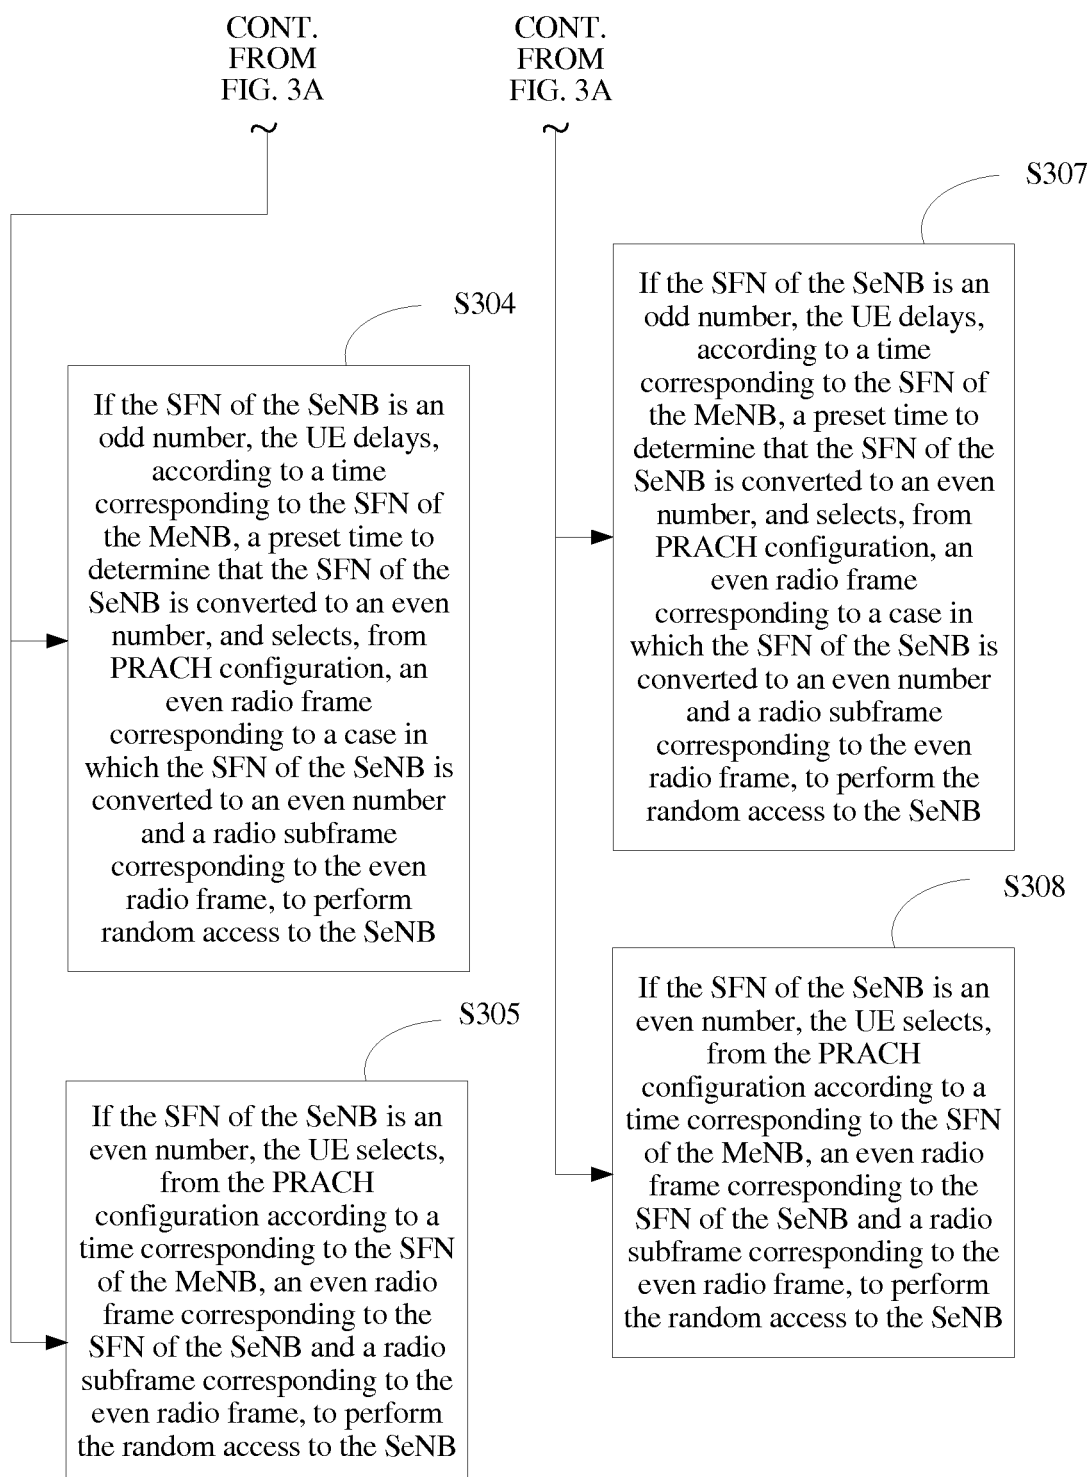 CONT.
FROM
FIG. 3A
CONT.
FROM
FIG. 3A
S304
If the SFN of the SeNB is an
odd number, the UE delays,
according to a time
corresponding to the SFN of
the MeNB, a preset time to
determine that the SFN of the
SeNB is converted to an even
number, and selects, from
PRACH configuration, an
even radio frame
corresponding to a case in
which the SFN of the SeNB is
converted to an even number
and a radio subframe
corresponding to the even
radio frame, to perform
random access to the SeNB
S305
If the SFN of the SeNB is an
even number, the UE selects,
from the PRACH
configuration according to a
time corresponding to the SFN
of the MeNB, an even radio
frame corresponding to the
SFN of the SeNB and a radio
subframe corresponding to the
even radio frame, to perform
the random access to the SeNB
S307
If the SFN of the SeNB is an
odd number, the UE delays,
according to a time
corresponding to the SFN of
the MeNB, a preset time to
determine that the SFN of the
SeNB is converted to an even
number, and selects, from
PRACH configuration, an
even radio frame
corresponding to a case in
which the SFN of the SeNB is
converted to an even number
and a radio subframe
corresponding to the even
radio frame, to perform the
random access to the SeNB
S308
If the SFN of the SeNB is an
even number, the UE selects,
from the PRACH
configuration according to a
time corresponding to the SFN
of the MeNB, an even radio
frame corresponding to the
SFN of the SeNB and a radio
subframe corresponding to the
even radio frame, to perform
the random access to the SeNB